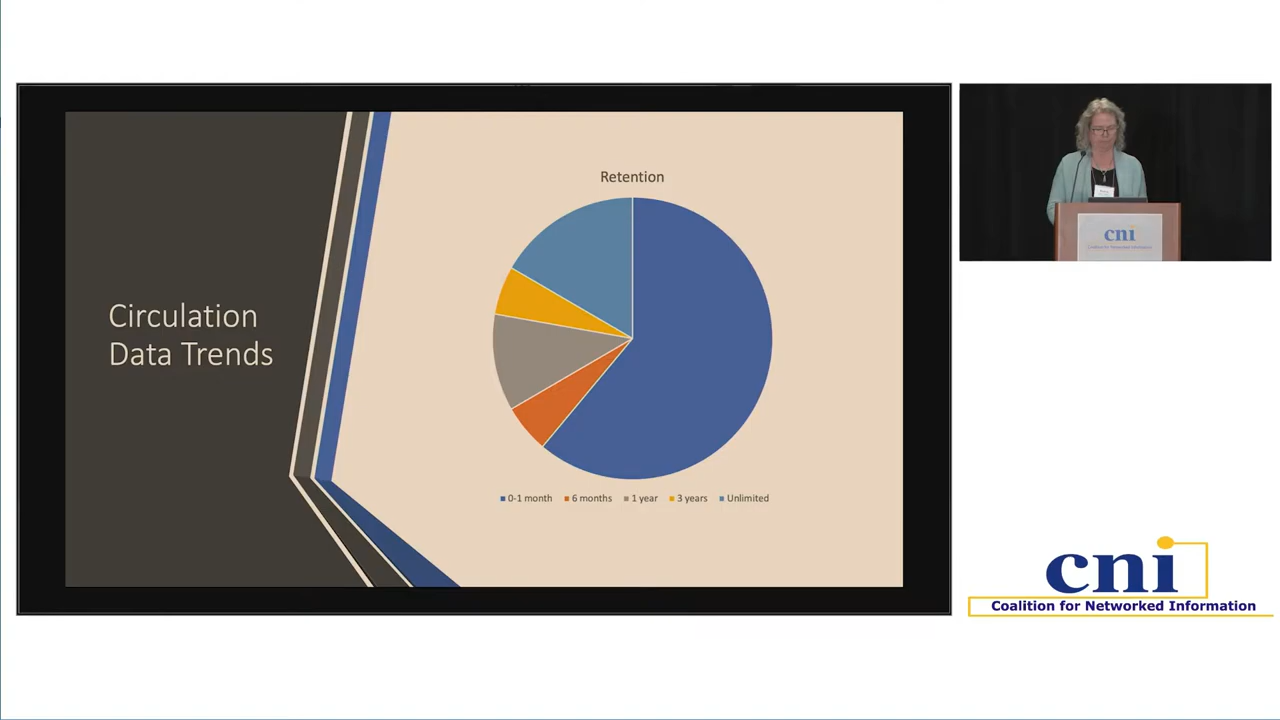 Circulation
Data Trends
Retention
0-1 month 6 months 1 year 3 years Unlimited
cni
cni
Coalition for Networked Information